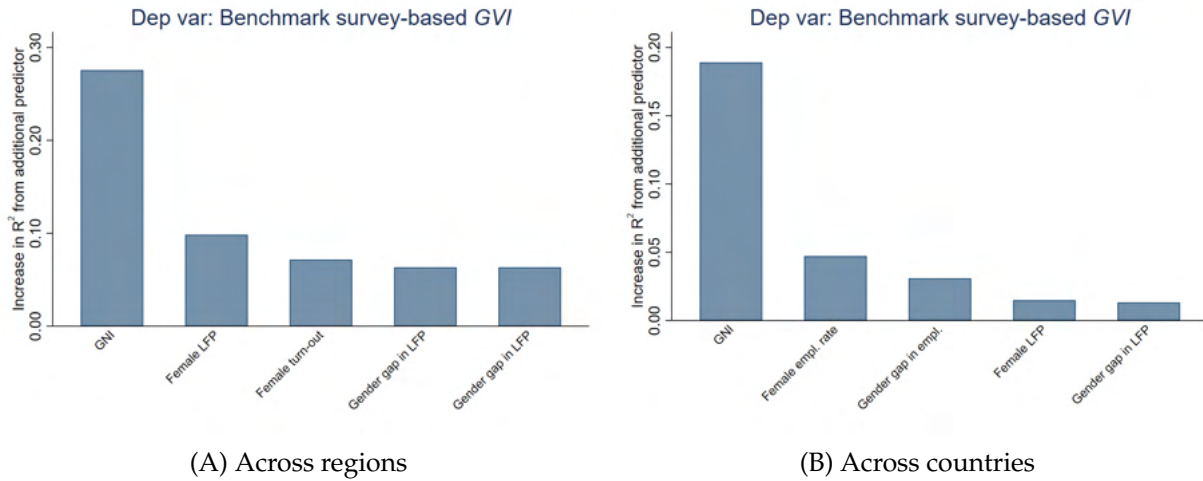 Dep var: Benchmark survey-based GVI
Increase in R² from additional predictor
0.30
0.20
0.10
0.00
GNI
Female LFP
Female turn-out
Gender gap in LFP
Gender gap in LFP
(A) Across regions
Dep var: Benchmark survey-based GVI
Increase in R² from additional predictor
0.20
0.15
0.10
0.05
0.00
GNI
Female empl. rate
Gender gap in empl.
Female LFP
Gender gap in LFP
(B) Across countries